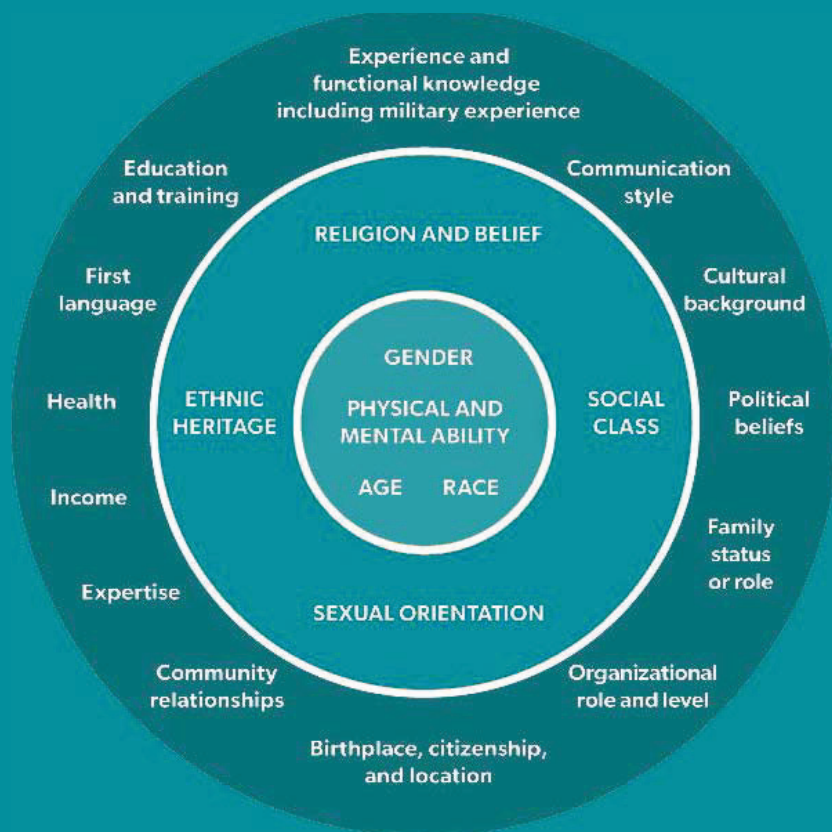 Experience and
functional knowledge
including military experience
Education
and training
Communication
style
RELIGION AND BELIEF
First
language
Cultural
background
GENDER
Health
ETHNIC
HERITAGE
PHYSICAL AND
MENTAL ABILITY
SOCIAL
CLASS
Political
beliefs
AGE RACE
Income
Family
status
or role
Expertise
SEXUAL ORIENTATION
Community
relationships
Organizational
role and level
Birthplace, citizenship,
and location